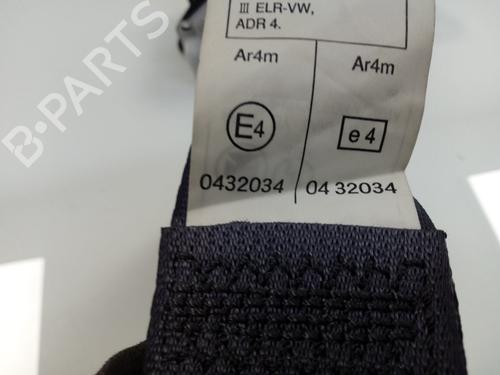 III ELR-VW,
ADR 4.
Ar4m Ar4m
E4 e4
0432034 04 32034
B-PARTS